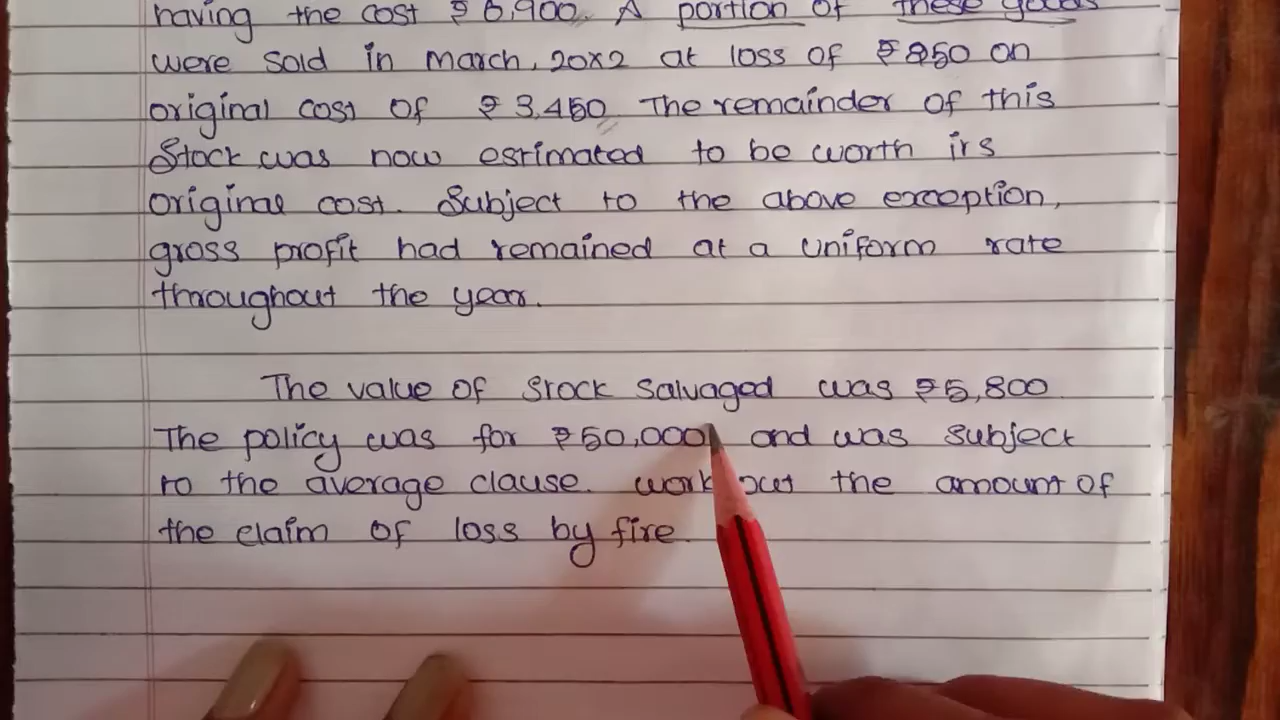 having the cost ₹ 6,900. A portion of these goods
were sold in March, 20x2 at loss of ₹ 250 on
original cost of ₹ 3,450 The remainder of this
Stock was now estimated to be worth its
original cost. Subject to the above exception,
gross profit had remained at a uniform rate
throughout the year.
The value of stock salvaged was ₹5,800
The policy was for ₹50,000, and was subject
to the average clause. work out the amount of
the claim of loss by fire.